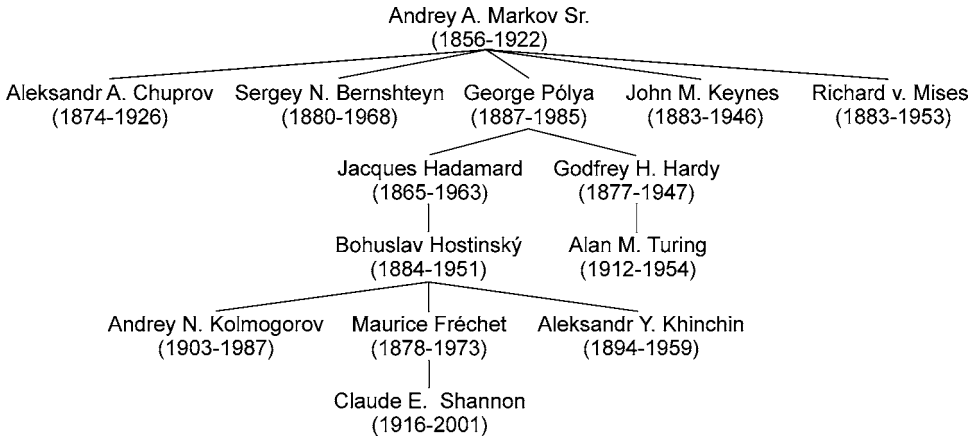 Andrey A. Markov Sr.
(1856-1922)
Aleksandr A. Chuprov
(1874-1926)
Sergey N. Bernshteyn
(1880-1968)
George Pólya
(1887-1985)
John M. Keynes
(1883-1946)
Richard v. Mises
(1883-1953)
Jacques Hadamard
(1865-1963)
Godfrey H. Hardy
(1877-1947)
Bohuslav Hostinský
(1884-1951)
Alan M. Turing
(1912-1954)
Andrey N. Kolmogorov
(1903-1987)
Maurice Fréchet
(1878-1973)
Aleksandr Y. Khinchin
(1894-1959)
Claude E. Shannon
(1916-2001)